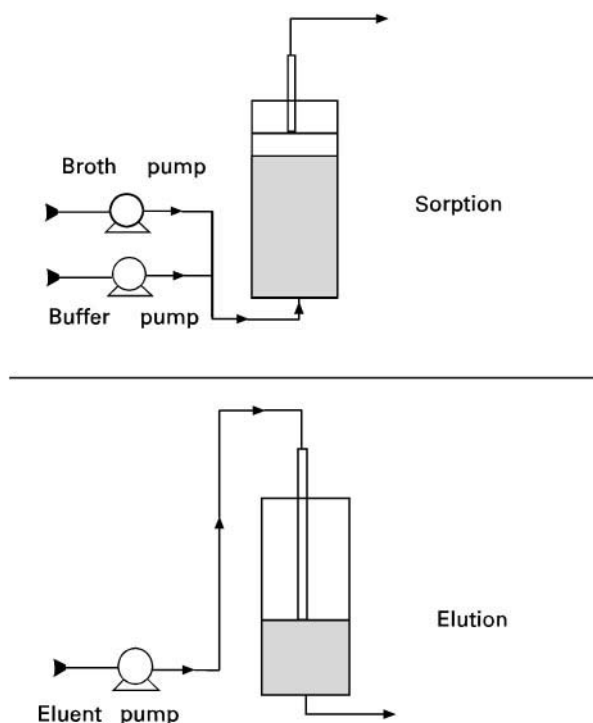 Broth pump
Sorption
Buffer pump
Elution
Eluent pump